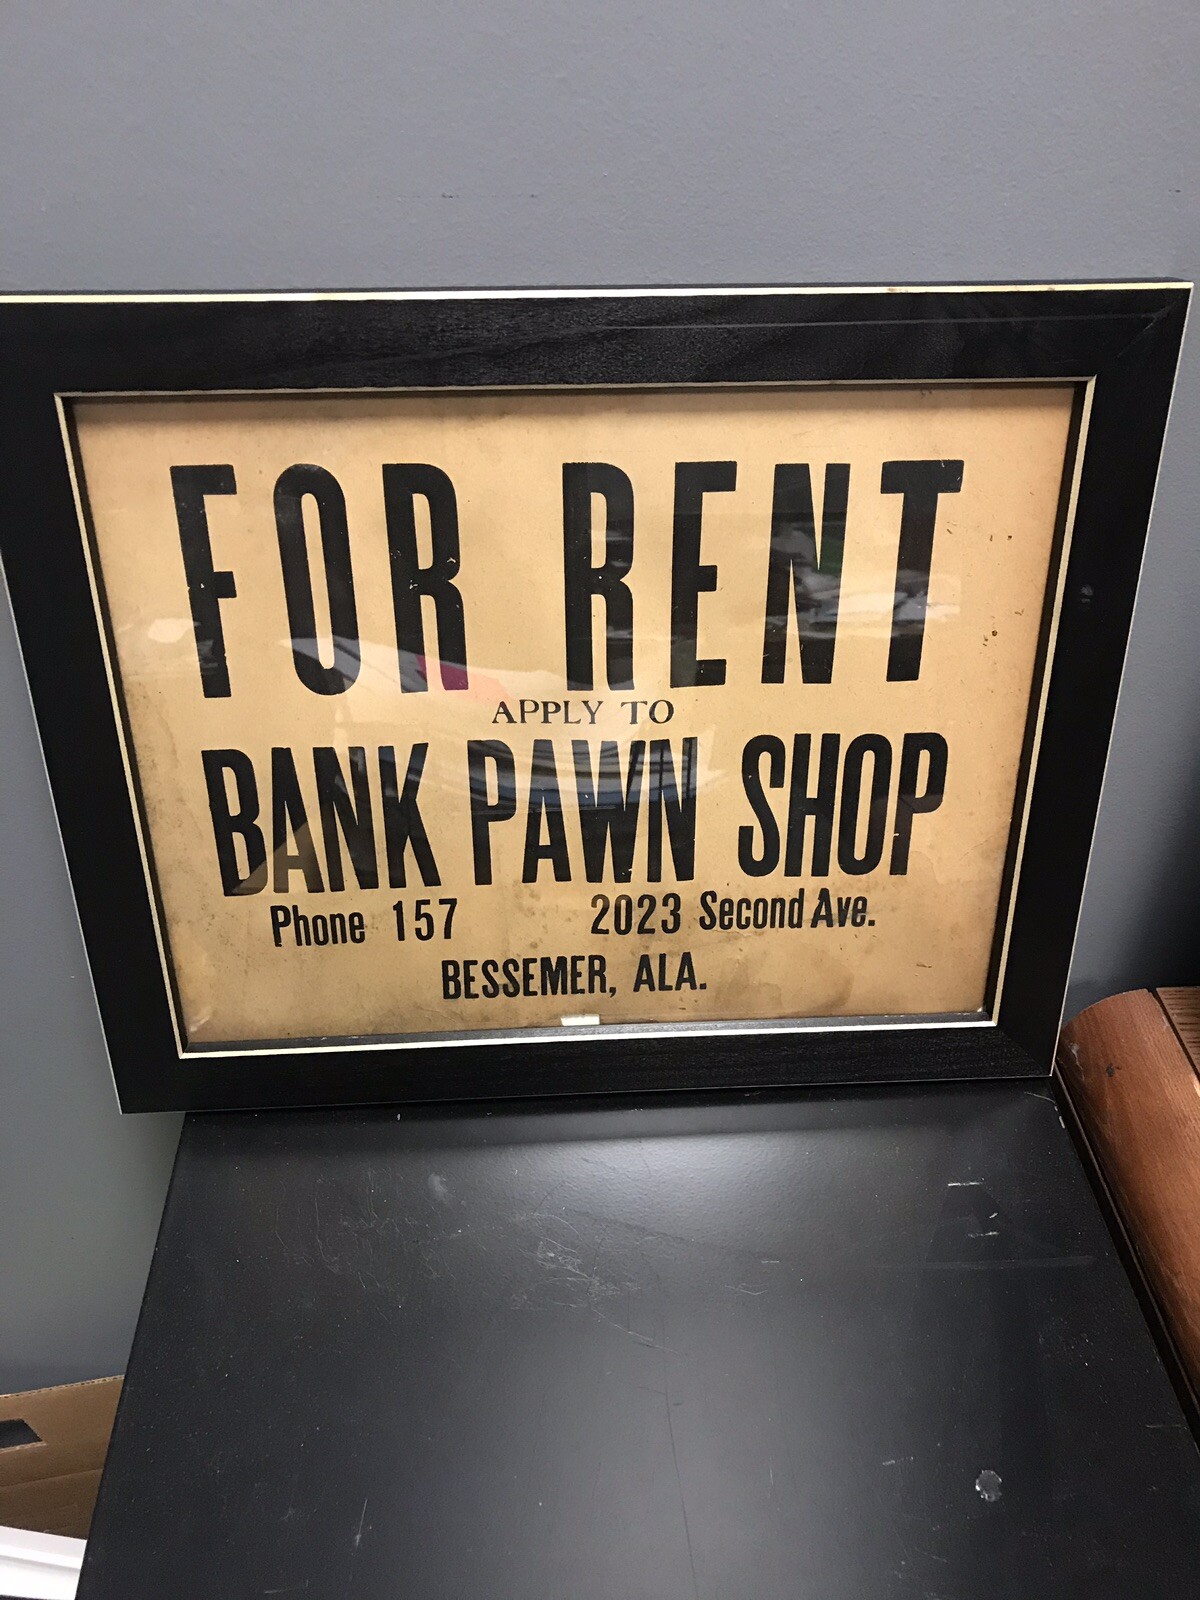 FOR RENT
APPLY TO
BANK PAWN SHOP
Phone 157 2023 Second Ave.
BESSEMER, ALA.